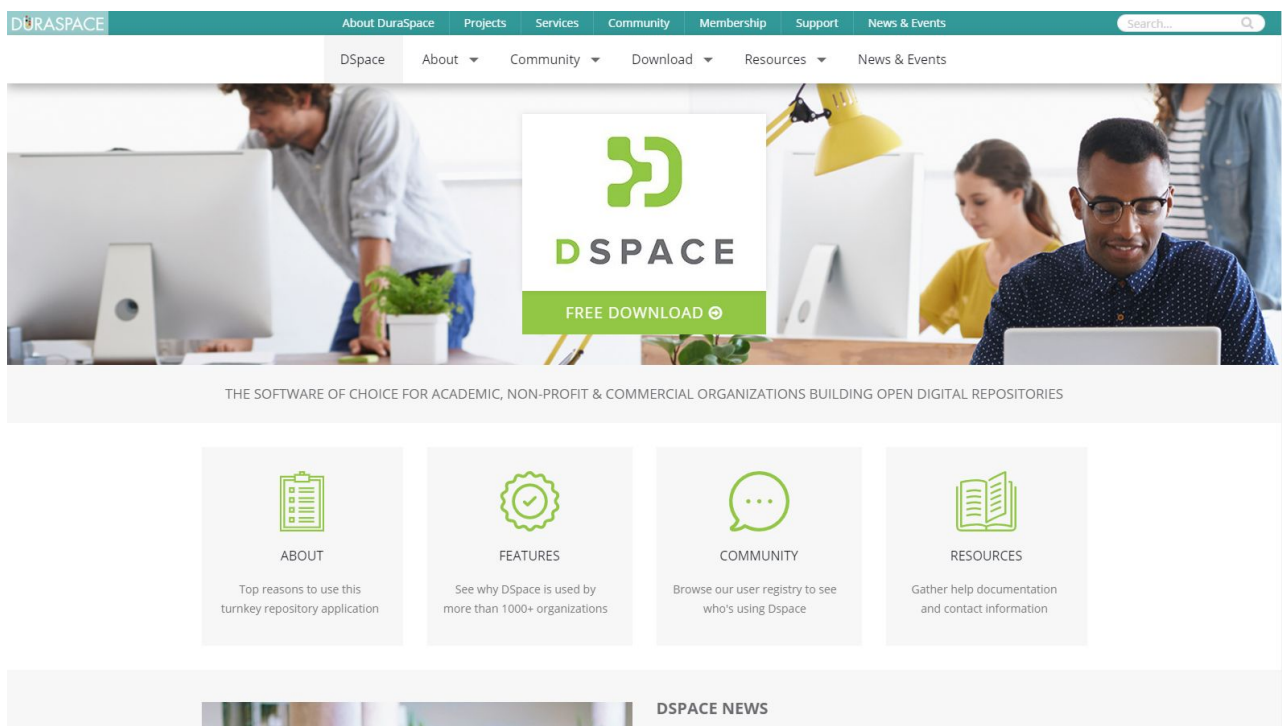 DURASPACE
About DuraSpace Projects Services Community Membership Support News & Events
Search...
DSpace About Community Download Resources News & Events
DSPACE
FREE DOWNLOAD
THE SOFTWARE OF CHOICE FOR ACADEMIC, NON-PROFIT & COMMERCIAL ORGANIZATIONS BUILDING OPEN DIGITAL REPOSITORIES
ABOUT
Top reasons to use this
turnkey repository application
FEATURES
See why DSpace is used by
more than 1000+ organizations
COMMUNITY
Browse our user registry to see
who's using Dspace
RESOURCES
Gather help documentation
and contact information
DSPACE NEWS